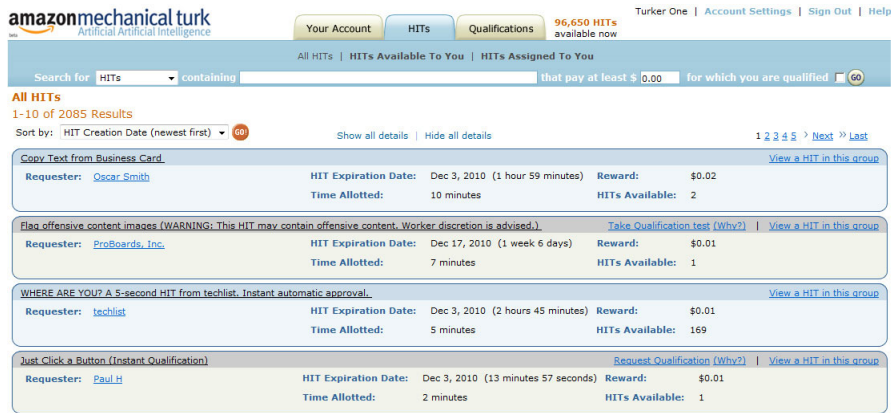 amazonmechanical turk
beta Artificial Artificial Intelligence
Your Account HITs Qualifications
96,650 HITs
available now
Turker One | Account Settings | Sign Out | Help
All HITs | HITs Available To You | HITs Assigned To You
Search for HITs containing that pay at least $ 0.00 for which you are qualified GO
All HITs
1-10 of 2085 Results
Sort by: HIT Creation Date (newest first) GO! Show all details | Hide all details 1 2 3 4 5 › Next » Last
Copy Text from Business Card View a HIT in this group
Requester: Oscar Smith HIT Expiration Date: Dec 3, 2010 (1 hour 59 minutes) Reward: $0.02
Time Allotted: 10 minutes HITs Available: 2
Flag offensive content images (WARNING: This HIT may contain offensive content. Worker discretion is advised.) Take Qualification test (Why?) | View a HIT in this group
Requester: ProBoards, Inc. HIT Expiration Date: Dec 17, 2010 (1 week 6 days) Reward: $0.01
Time Allotted: 7 minutes HITs Available: 1
WHERE ARE YOU? A 5-second HIT from techlist. Instant automatic approval. View a HIT in this group
Requester: techlist HIT Expiration Date: Dec 3, 2010 (2 hours 45 minutes) Reward: $0.01
Time Allotted: 5 minutes HITs Available: 169
Just Click a Button (Instant Qualification) Request Qualification (Why?) | View a HIT in this group
Requester: Paul H HIT Expiration Date: Dec 3, 2010 (13 minutes 57 seconds) Reward: $0.01
Time Allotted: 2 minutes HITs Available: 1